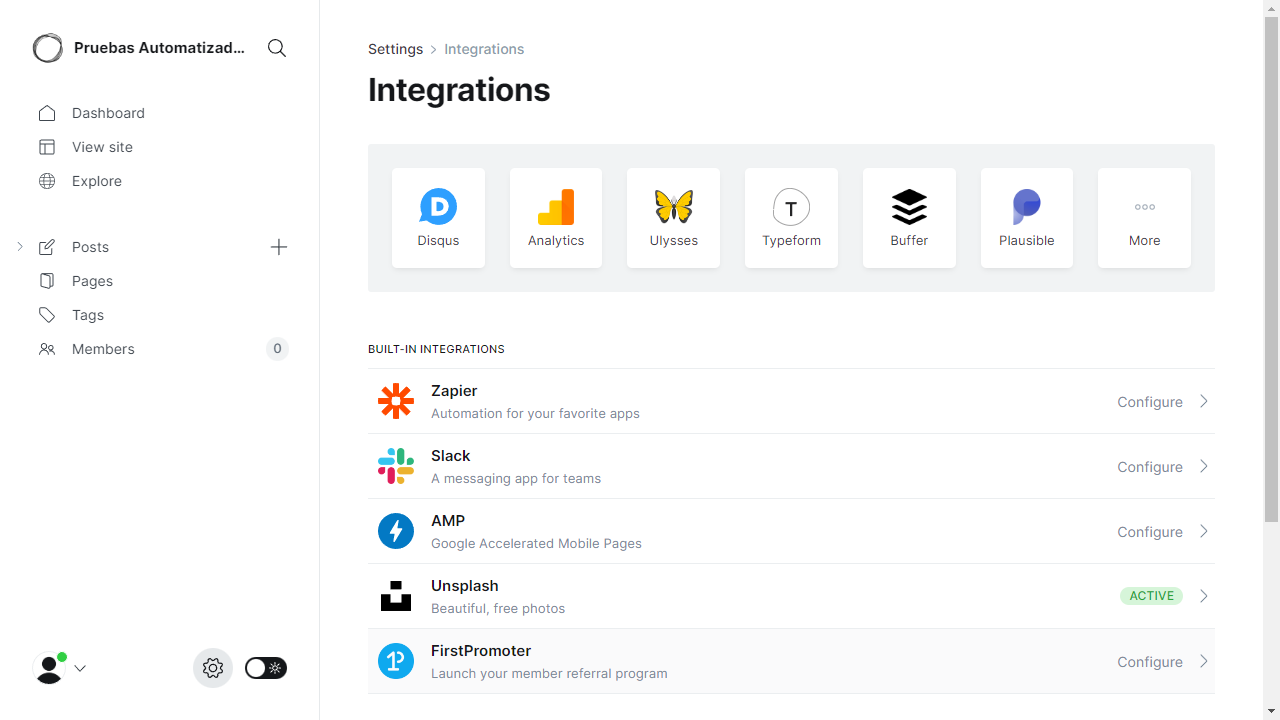 Pruebas Automatizad...
Dashboard
View site
Explore
Posts
Pages
Tags
Members
0
Settings
Integrations
Integrations
Disqus
Analytics
Ulysses
T
Typeform
Buffer
Plausible
More
BUILT-IN INTEGRATIONS
Zapier
Automation for your favorite apps
Configure
Slack
A messaging app for teams
Configure
AMP
Google Accelerated Mobile Pages
Configure
Unsplash
Beautiful, free photos
ACTIVE
FirstPromoter
Launch your member referral program
Configure